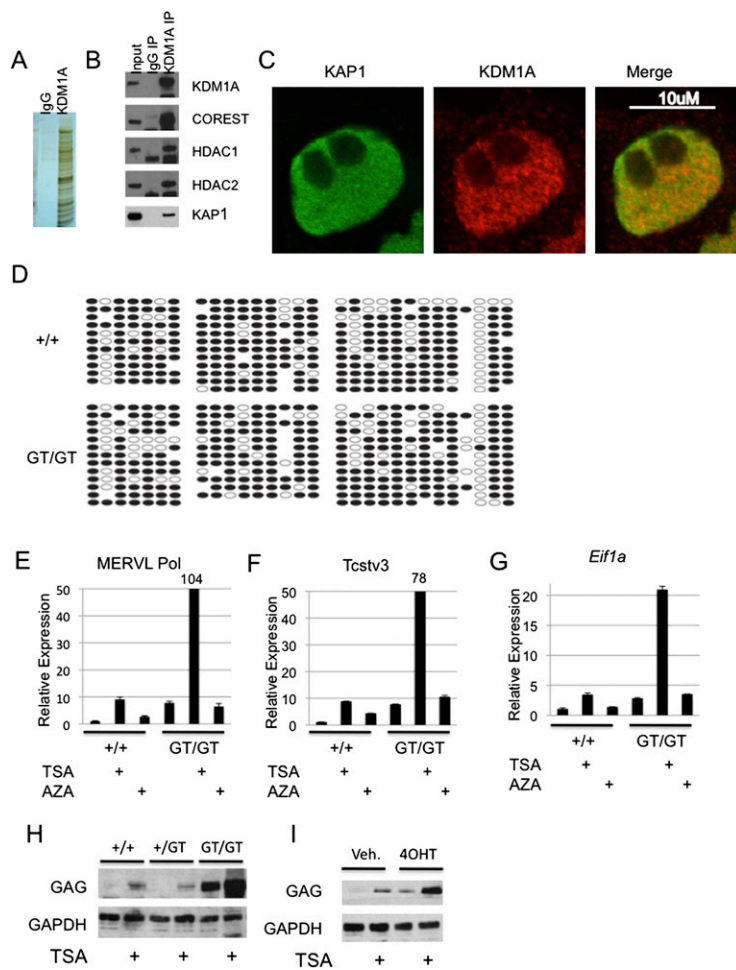 A
IgG
KDM1A
B
Input
IgG IP
KDM1A IP
KDM1A
COREST
HDAC1
HDAC2
KAP1
C
KAP1 KDM1A Merge
10uM
D
+/+
GT/GT
E
MERVL Pol
104
Relative Expression
50
40
30
20
10
0
+/+ GT/GT
TSA + +
AZA + +
F
Tcstv3
78
Relative Expression
50
40
30
20
10
0
+/+ GT/GT
+ +
+ +
G
Eif1a
Relative Expression
20
15
10
5
0
+/+ GT/GT
TSA + +
AZA + +
H
+/+ +/GT GT/GT
GAG
GAPDH
TSA + + +
I
Veh. 4OHT
GAG
GAPDH
TSA + +